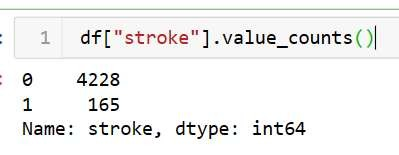 1 df["stroke"].value_counts()
0 4228
1 165
Name: stroke, dtype: int64